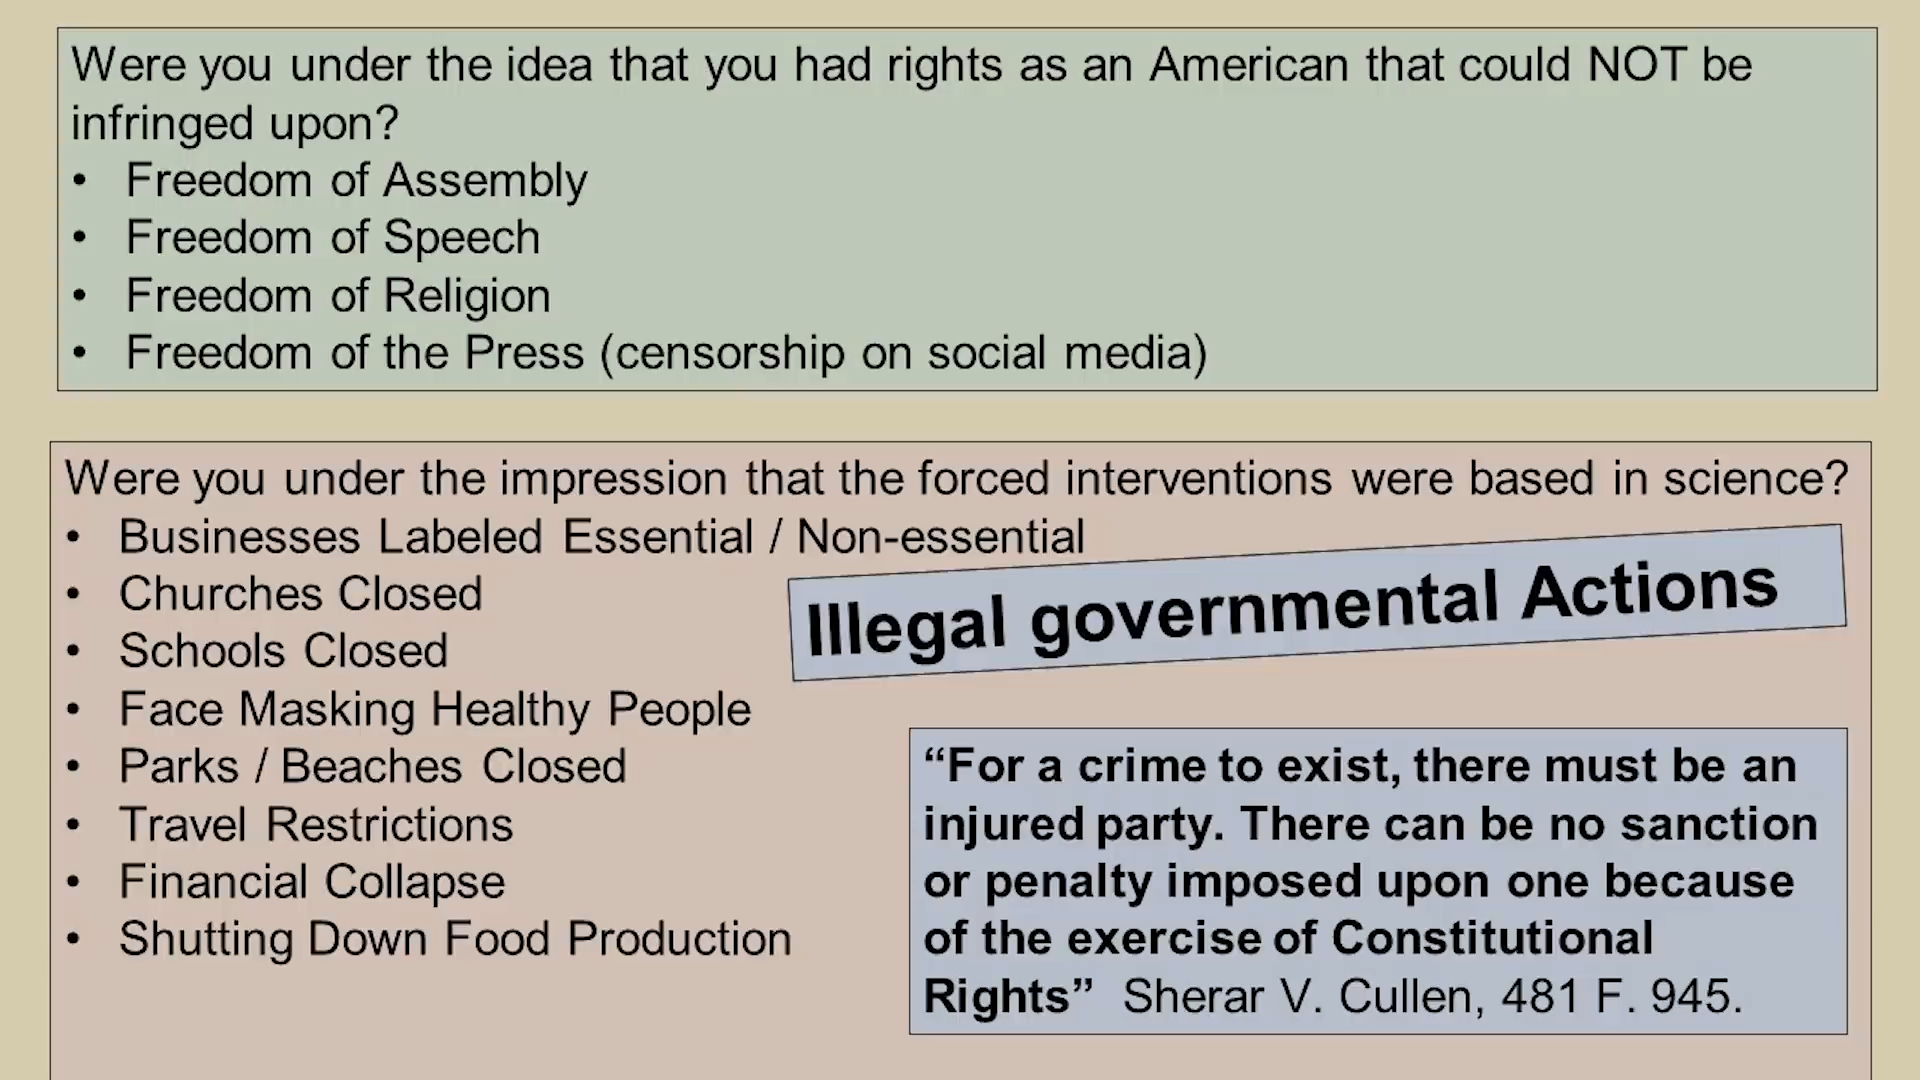 Were you under the idea that you had rights as an American that could NOT be
infringed upon?
• Freedom of Assembly
• Freedom of Speech
• Freedom of Religion
• Freedom of the Press (censorship on social media)
Were you under the impression that the forced interventions were based in science?
• Businesses Labeled Essential / Non-essential
• Churches Closed
• Schools Closed
• Face Masking Healthy People
• Parks / Beaches Closed
• Travel Restrictions
• Financial Collapse
• Shutting Down Food Production
Illegal governmental Actions
“For a crime to exist, there must be an
injured party. There can be no sanction
or penalty imposed upon one because
of the exercise of Constitutional
Rights” Sherar V. Cullen, 481 F. 945.